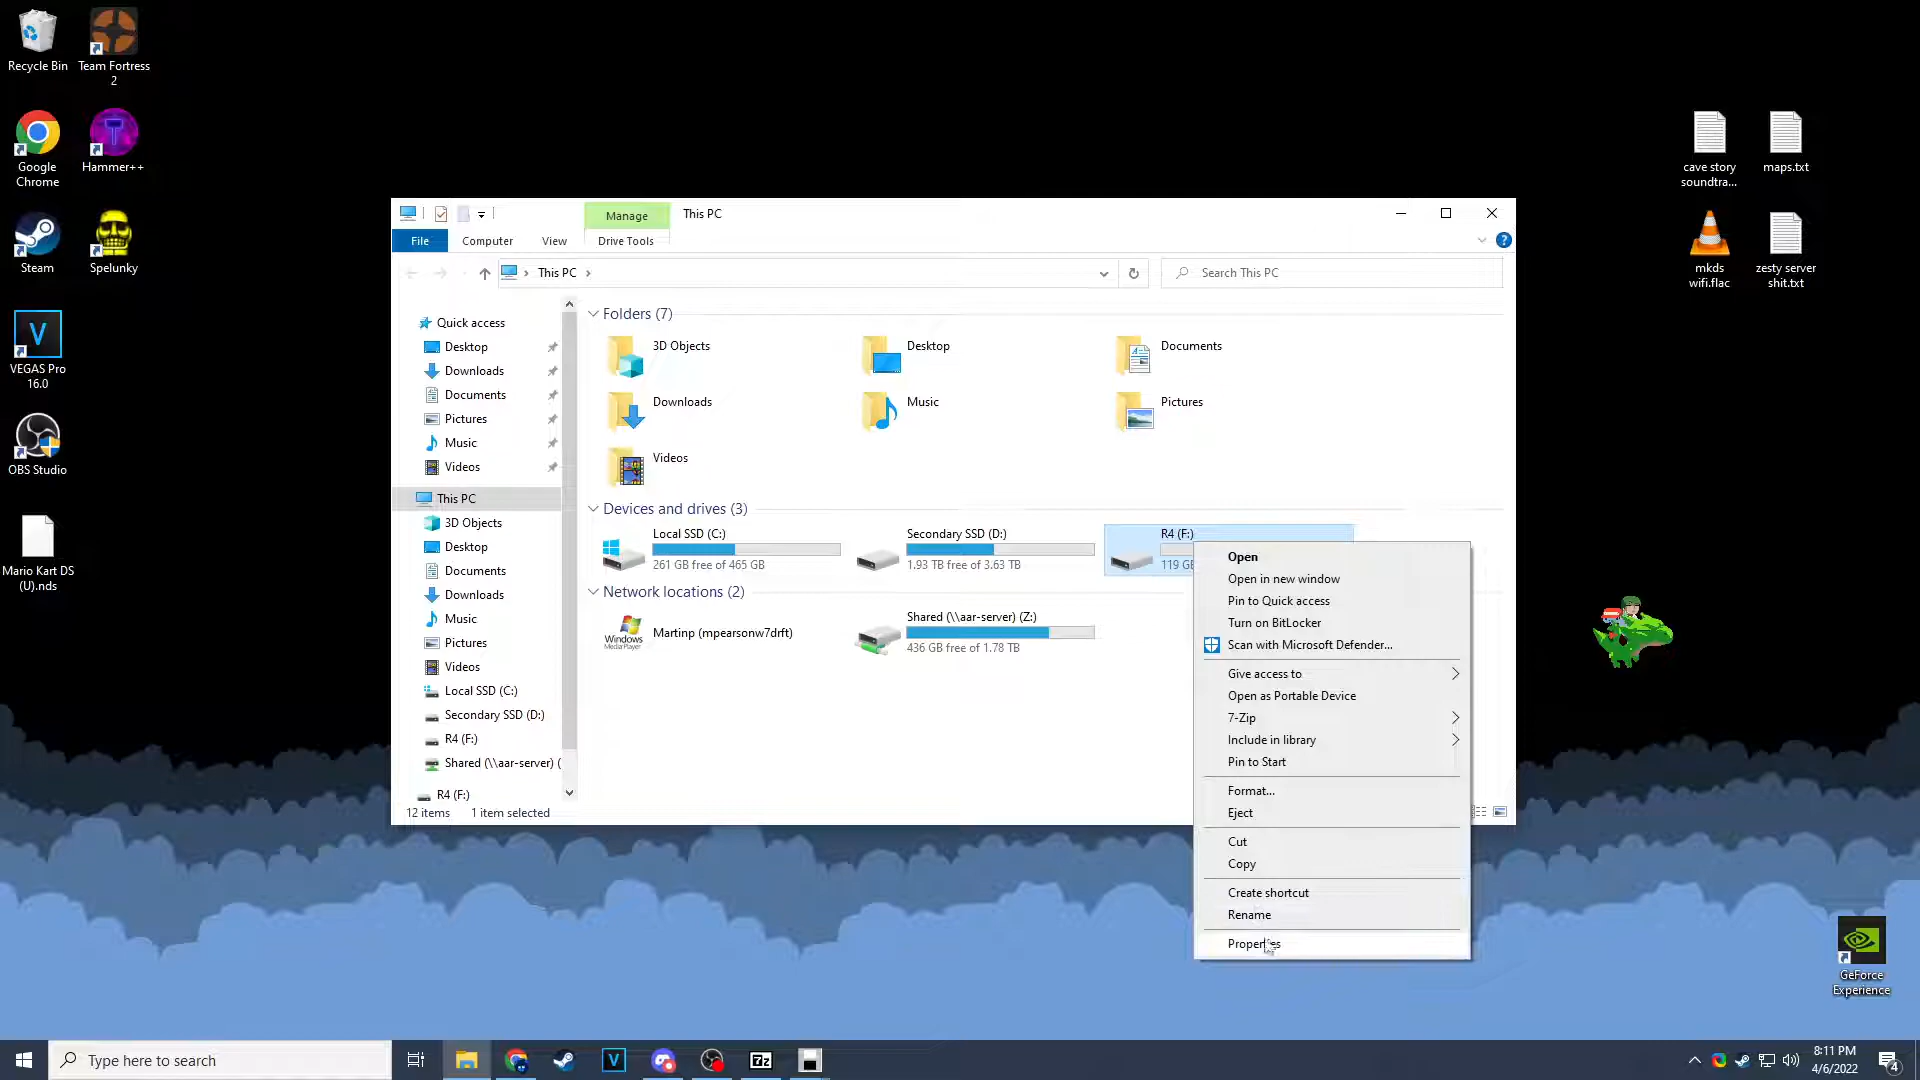 Recycle Bin
Team Fortress
2
Google
Chrome
Hammer++
Steam
Spelunky
VEGAS Pro
16.0
OBS Studio
Mario Kart DS
(U).nds
cave story
soundtra...
maps.txt
mkds
wifi.flac
zesty server
shit.txt
GeForce
Experience
Manage
This PC
File
Computer
View
Drive Tools
This PC
Search This PC
Quick access
Desktop
Downloads
Documents
Pictures
Music
Videos
This PC
3D Objects
Desktop
Documents
Downloads
Music
Pictures
Videos
Local SSD (C:)
Secondary SSD (D:)
R4 (F:)
Shared (\\aar-server) (
R4 (F:)
12 items
1 item selected
Folders (7)
3D Objects
Desktop
Documents
Downloads
Music
Pictures
Videos
Devices and drives (3)
Local SSD (C:)
261 GB free of 465 GB
Secondary SSD (D:)
1.93 TB free of 3.63 TB
R4 (F:)
119 GB
Network locations (2)
Windows
Media Player
Martinp (mpearsonw7drft)
Shared (\\aar-server) (Z:)
436 GB free of 1.78 TB
Open
Open in new window
Pin to Quick access
Turn on BitLocker
Scan with Microsoft Defender...
Give access to
Open as Portable Device
7-Zip
Include in library
Pin to Start
Format...
Eject
Cut
Copy
Create shortcut
Rename
Properties
Type here to search
V
7z
8:11 PM
4/6/2022
4